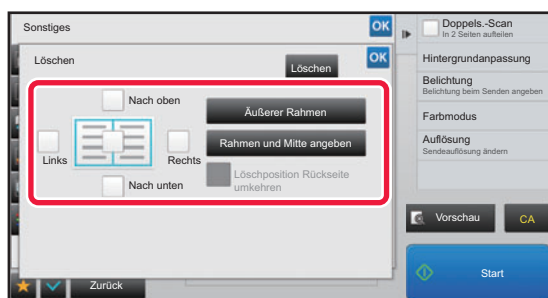 Sonstiges
OK
Löschen
Löschen
OK
Nach oben
Äußerer Rahmen
Links
Rechts
Rahmen und Mitte angeben
Nach unten
Löschposition Rückseite
umkehren
Zurück
Doppels.-Scan
In 2 Seiten aufteilen
Hintergrundanpassung
Belichtung
Belichtung beim Senden angeben
Farbmodus
Auflösung
Sendeauflösung ändern
Vorschau
CA
Start